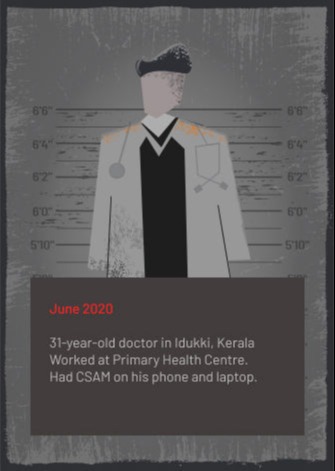 6'6" 6'6"
6'4" 6'4"
6'2" 6'2"
6'0" 6'0"
5'10" 5'10"
June 2020
31-year-old doctor in Idukki, Kerala
Worked at Primary Health Centre.
Had CSAM on his phone and laptop.